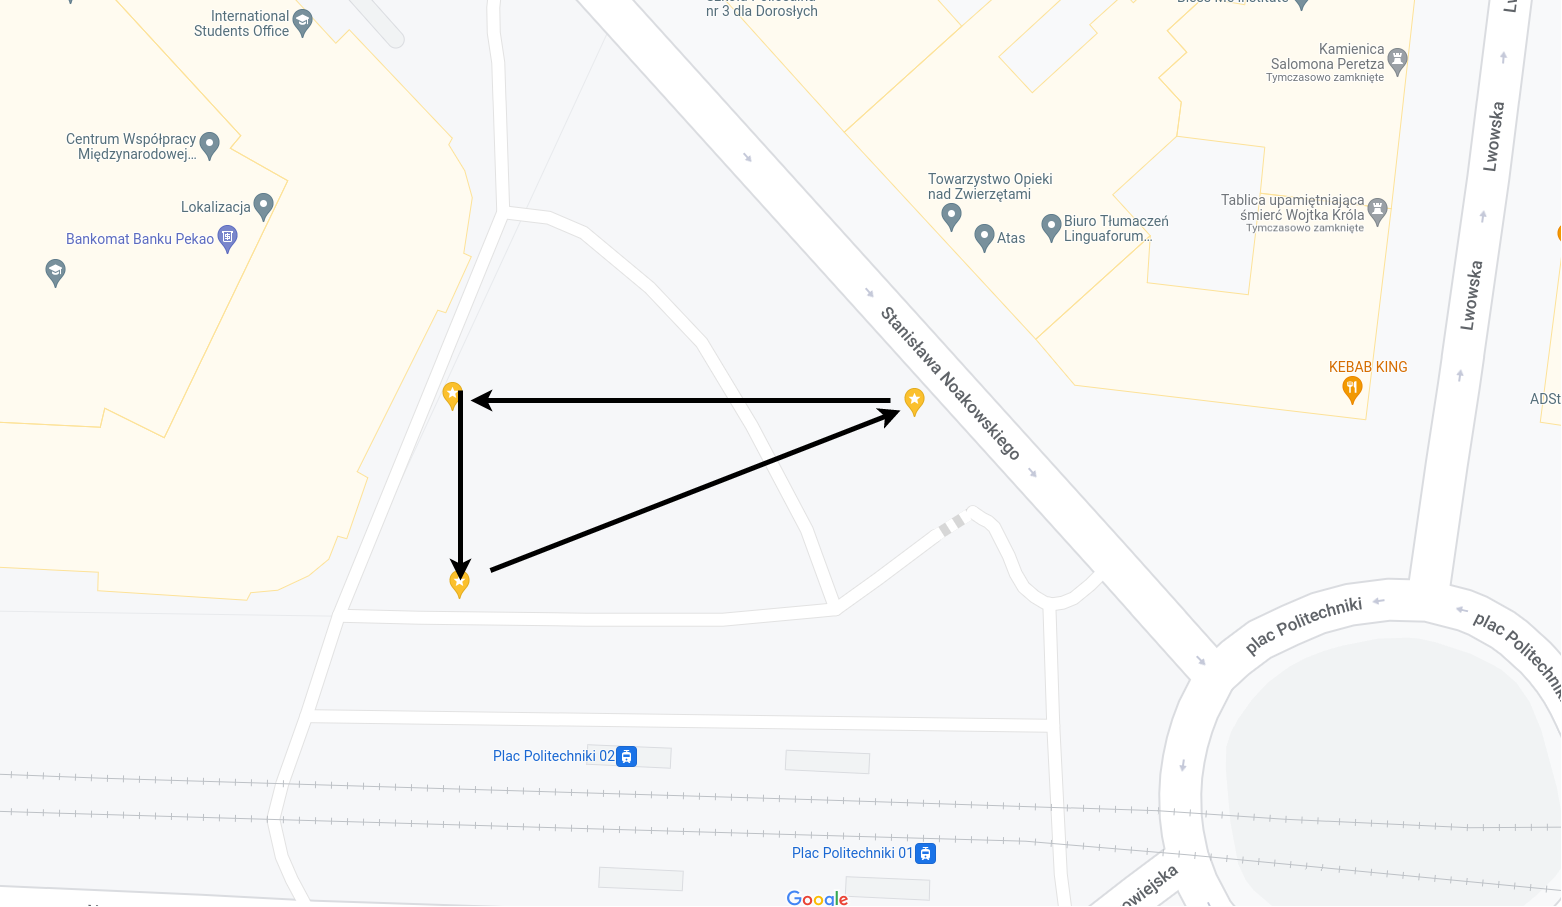 International
Students Office
nr 3 dla Dorosłych
Kamienica
Salomona Peretza
Tymczasowo zamknięte
Centrum Współpracy
Międzynarodowej...
Lwowska
Towarzystwo Opieki
nad Zwierzętami
Lokalizacja
Tablica upamiętniająca
śmierć Wojtka Króla
Tymczasowo zamknięte
Biuro Tłumaczeń
Linguaforum...
Atas
Bankomat Banku Pekao
Lwowska
Stanisława Noakowskiego
KEBAB KING
ADSt
plac Politechniki
plac Politechniki
Plac Politechniki 02
Plac Politechniki 01
owiejska
Google